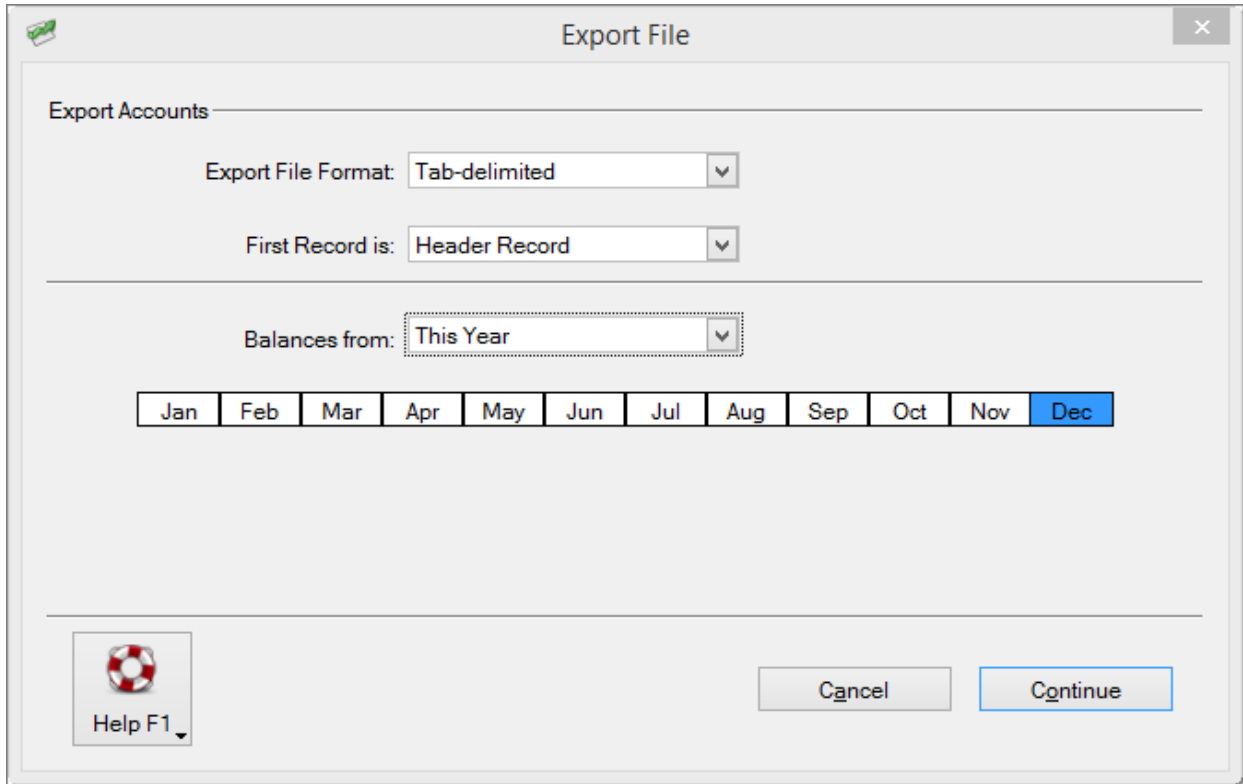 Export File
Export Accounts
Export File Format: Tab-delimited
First Record is: Header Record
Balances from: This Year
Jan Feb Mar Apr May Jun Jul Aug Sep Oct Nov Dec
Help F1
Cancel Continue